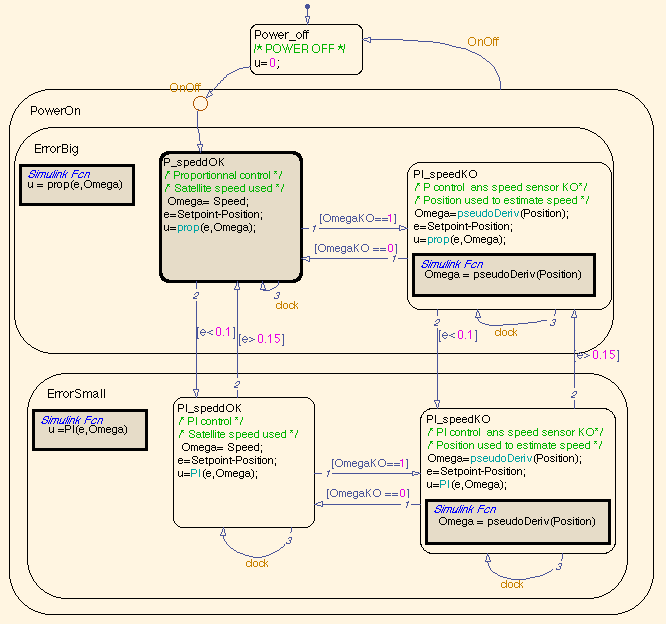 Power_off
/* POWER OFF */
u=0;
OnOff
OnOff
PowerOn
ErrorBig
Simulink Fcn
u = prop(e,Omega)
P_speddOK
/* Proportionnal control */
/* Satellite speed used */
Omega= Speed;
e=Setpoint-Position;
u=prop(e,Omega);
PI_speedKO
/* P control  ans speed sensor KO*/
/* Position used to estimate speed */
Omega=pseudoDeriv(Position);
e=Setpoint-Position;
u=prop(e,Omega);
Simulink Fcn
Omega = pseudoDeriv(Position)
[OmegaKO==1]
1
[OmegaKO ==0]
1
2
3
clock
2
3
clock
[e<0.1]
[e>0.15]
2
[e<0.1]
e>0.15]
2
ErrorSmall
Simulink Fcn
u =PI(e,Omega)
PI_speddOK
/* PI control */
/* Satellite speed used */
Omega= Speed;
e=Setpoint-Position;
u=PI(e,Omega);
PI_speedKO
/* PI control  ans speed sensor KO*/
/* Position used to estimate speed */
Omega=pseudoDeriv(Position);
e=Setpoint-Position;
u=PI(e,Omega);
Simulink Fcn
Omega = pseudoDeriv(Position)
1
[OmegaKO==1]
[OmegaKO ==0]
1
3
clock
3
clock